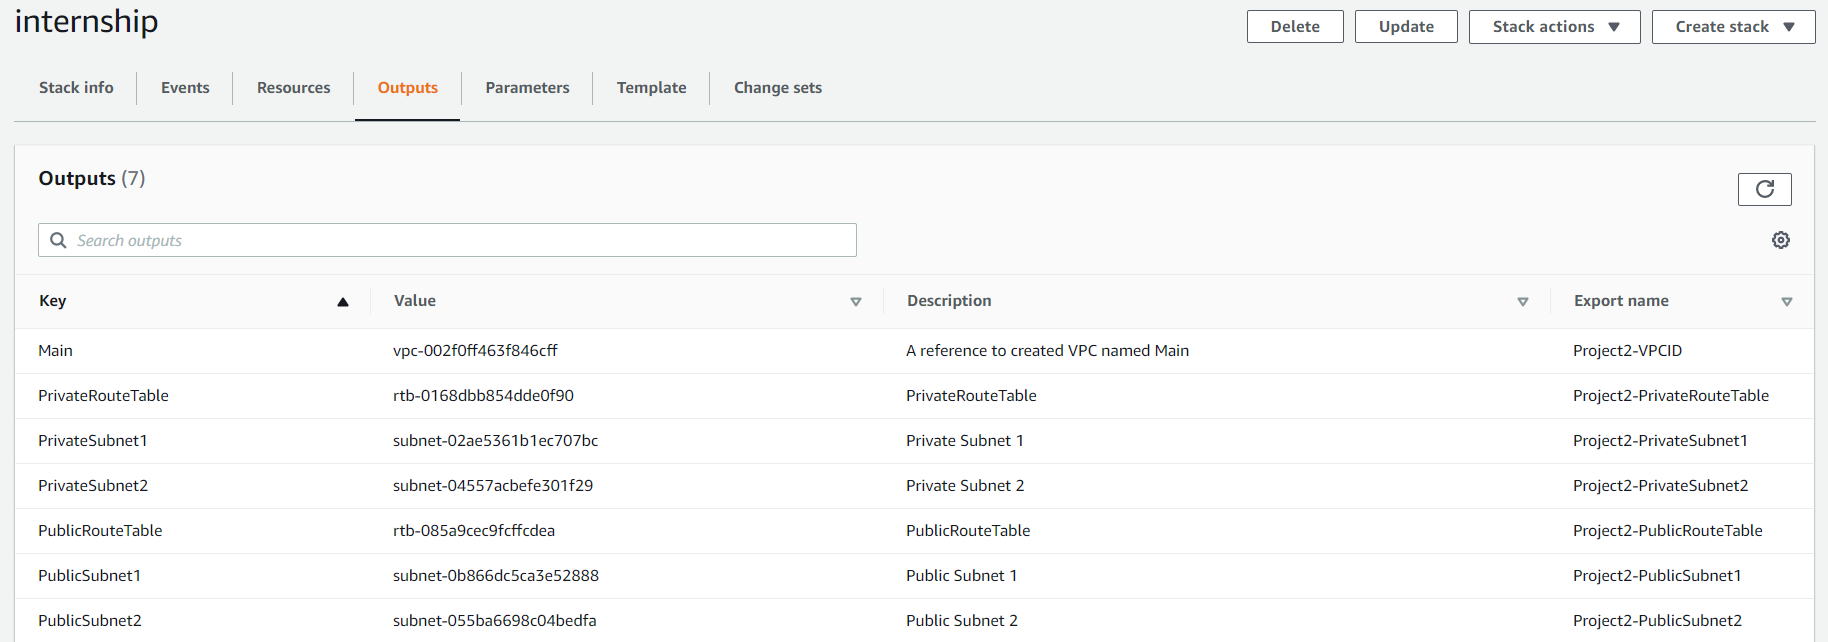 internship
Delete Update Stack actions Create stack
Stack info Events Resources Outputs Parameters Template Change sets
Outputs (7)
Search outputs
Key Value Description Export name
Main vpc-002f0ff463f846cff A reference to created VPC named Main Project2-VPCID
PrivateRouteTable rtb-0168dbb854dde0f90 PrivateRouteTable Project2-PrivateRouteTable
PrivateSubnet1 subnet-02ae5361b1ec707bc Private Subnet 1 Project2-PrivateSubnet1
PrivateSubnet2 subnet-04557acbefe301f29 Private Subnet 2 Project2-PrivateSubnet2
PublicRouteTable rtb-085a9cec9fcffcdea PublicRouteTable Project2-PublicRouteTable
PublicSubnet1 subnet-0b866dc5ca3e52888 Public Subnet 1 Project2-PublicSubnet1
PublicSubnet2 subnet-055ba6698c04bedfa Public Subnet 2 Project2-PublicSubnet2